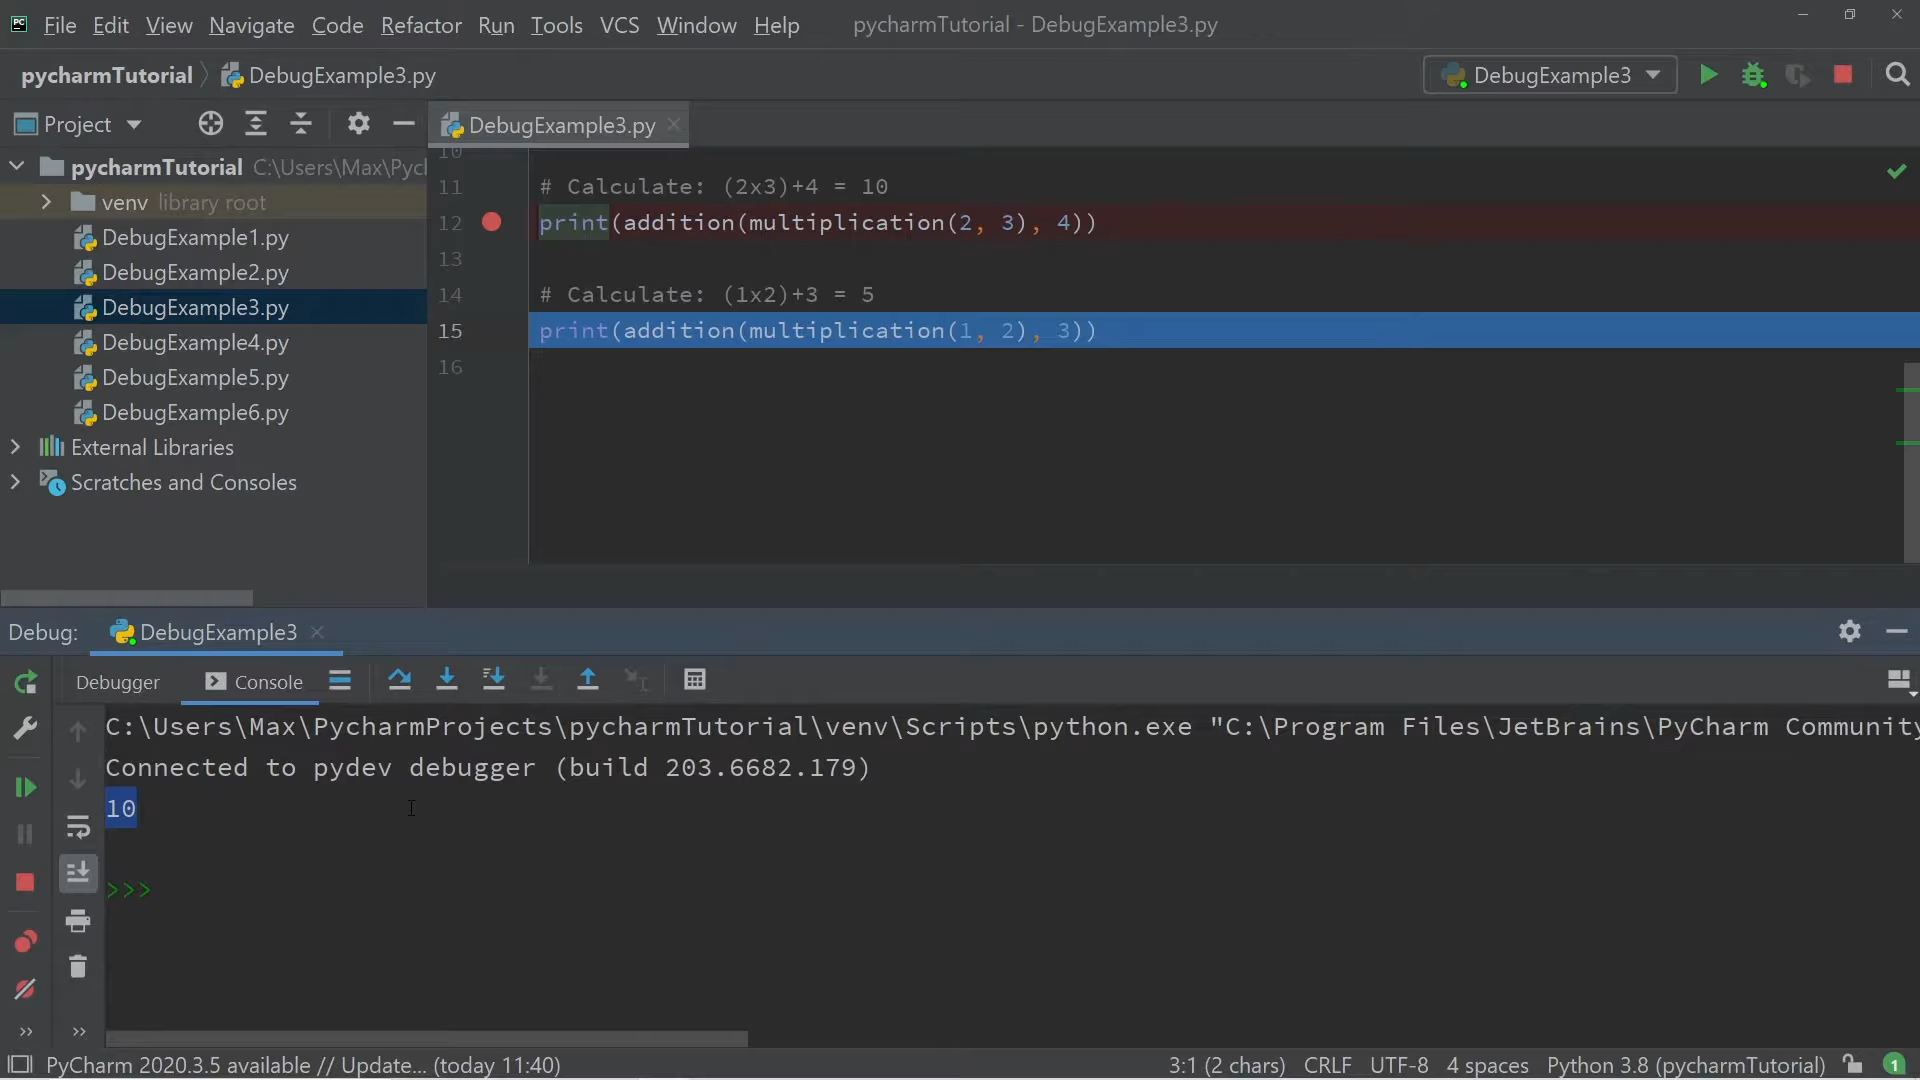 File Edit View Navigate Code Refactor Run Tools VCS Window Help pycharmTutorial - DebugExample3.py
pycharmTutorial DebugExample3.py DebugExample3
Project DebugExample3.py
pycharmTutorial C:\Users\Max\Pycl
venv library root
DebugExample1.py
DebugExample2.py
DebugExample3.py
DebugExample4.py
DebugExample5.py
DebugExample6.py
External Libraries
Scratches and Consoles
10
11 # Calculate: (2x3)+4 = 10
12 print(addition(multiplication(2, 3), 4))
13
14 # Calculate: (1x2)+3 = 5
15 print(addition(multiplication(1, 2), 3))
16
Debug: DebugExample3
Debugger Console
C:\Users\Max\PycharmProjects\pycharmTutorial\venv\Scripts\python.exe "C:\Program Files\JetBrains\PyCharm Community
Connected to pydev debugger (build 203.6682.179)
10
>>>
PyCharm 2020.3.5 available // Update... (today 11:40) 3:1 (2 chars) CRLF UTF-8 4 spaces Python 3.8 (pycharmTutorial) 1